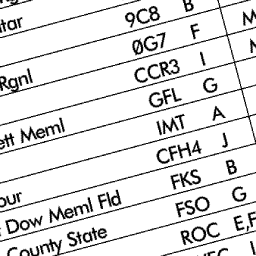 tar 9C8 B
0G7 F
Rgnl CCR3 I
GFL G
ett Meml IMT A
CFH4 J
our FKS B
Dow Meml Fld FSO G
County State ROC E,F